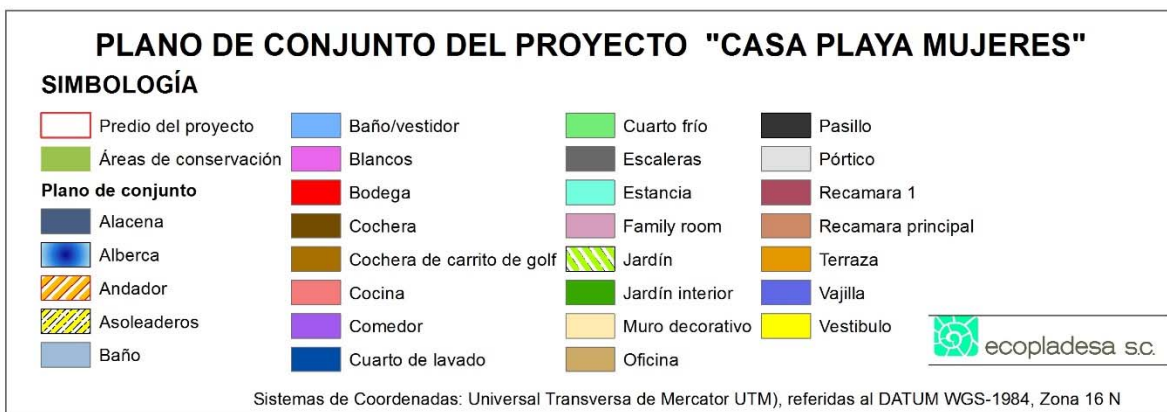 PLANO DE CONJUNTO DEL PROYECTO "CASA PLAYA MUJERES"
SIMBOLOGÍA
Predio del proyecto
Áreas de conservación
Plano de conjunto
Alacena
Alberca
Andador
Asoleaderos
Baño
Baño/vestidor
Blancos
Bodega
Cochera
Cochera de carrito de golf
Cocina
Comedor
Cuarto de lavado
Cuarto frío
Escaleras
Estancia
Family room
Jardín
Jardín interior
Muro decorativo
Oficina
Pasillo
Pórtico
Recamara 1
Recamara principal
Terraza
Vajilla
Vestibulo
ecopladesa s.c.
Sistemas de Coordenadas: Universal Transversa de Mercator UTM), referidas al DATUM WGS-1984, Zona 16 N